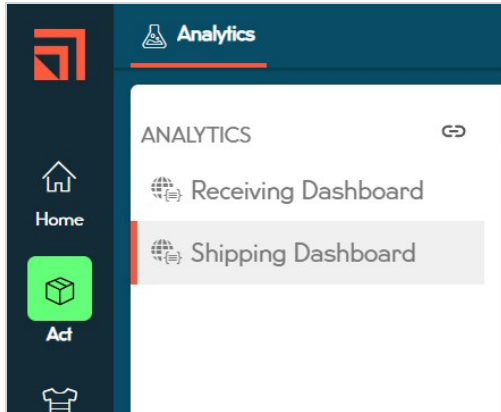 Analytics
ANALYTICS
Receiving Dashboard
Home
Shipping Dashboard
Act